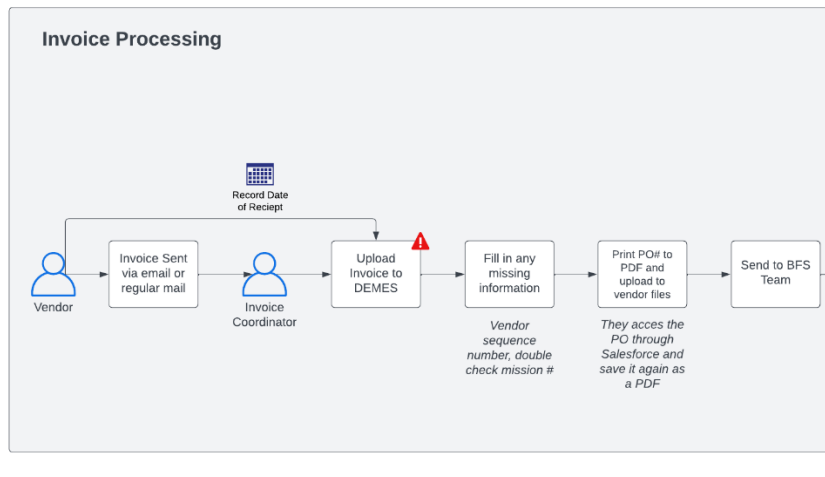 Invoice Processing
Record Date
of Reciept
Vendor
Invoice Sent
via email or
regular mail
Invoice
Coordinator
Upload
Invoice to
DEMES
Fill in any
missing
information
Vendor
sequence
number, double
check mission #
Print PO# to
PDF and
upload to
vendor files
They acces the
PO through
Salesforce and
save it again as
a PDF
Send to BFS
Team